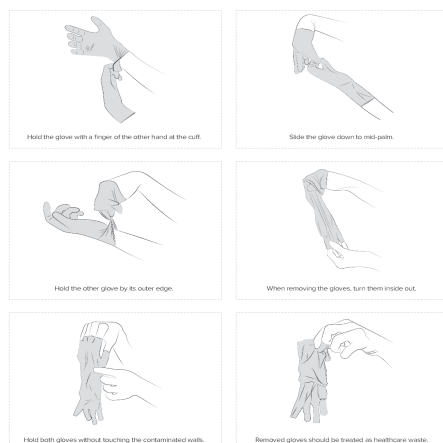 Hold the glove with a finger of the other hand at the cuff.
Slide the glove down to mid-palm.
Hold the other glove by its outer edge.
When removing the gloves, turn them inside out.
Hold both gloves without touching the contaminated walls.
Removed gloves should be treated as healthcare waste.